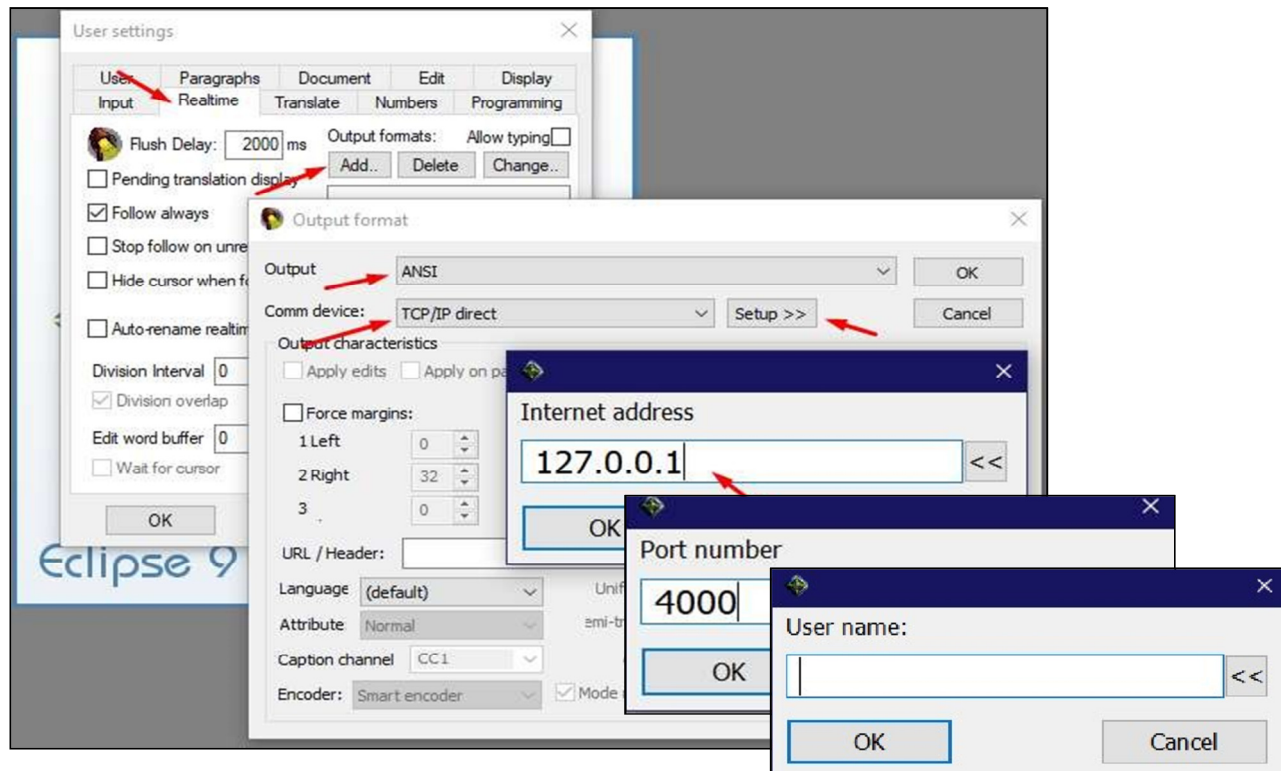 User settings
User Paragraphs Document Edit Display
Input Realtime Translate Numbers Programming
Flush Delay: 2000 ms Output formats: Allow typing
Add.. Delete Change..
Pending translation display
Follow always
Stop follow on unre
Hide cursor when fo
Auto-rename realtim
Division Interval 0
Division overlap
Edit word buffer 0
Wait for cursor
OK
Eclipse 9
Output format
Output ANSI OK
Comm device: TCP/IP direct Setup >> Cancel
Output characteristics
Apply edits Apply on pa
Force margins:
1 Left 0
2 Right 32
3 0
URL / Header:
Language (default) Unif
Attribute Normal emi-tr
Caption channel CC1
Encoder: Smart encoder Mode
Internet address
127.0.0.1 <<
OK
Port number
4000
OK
User name:
<<
OK Cancel